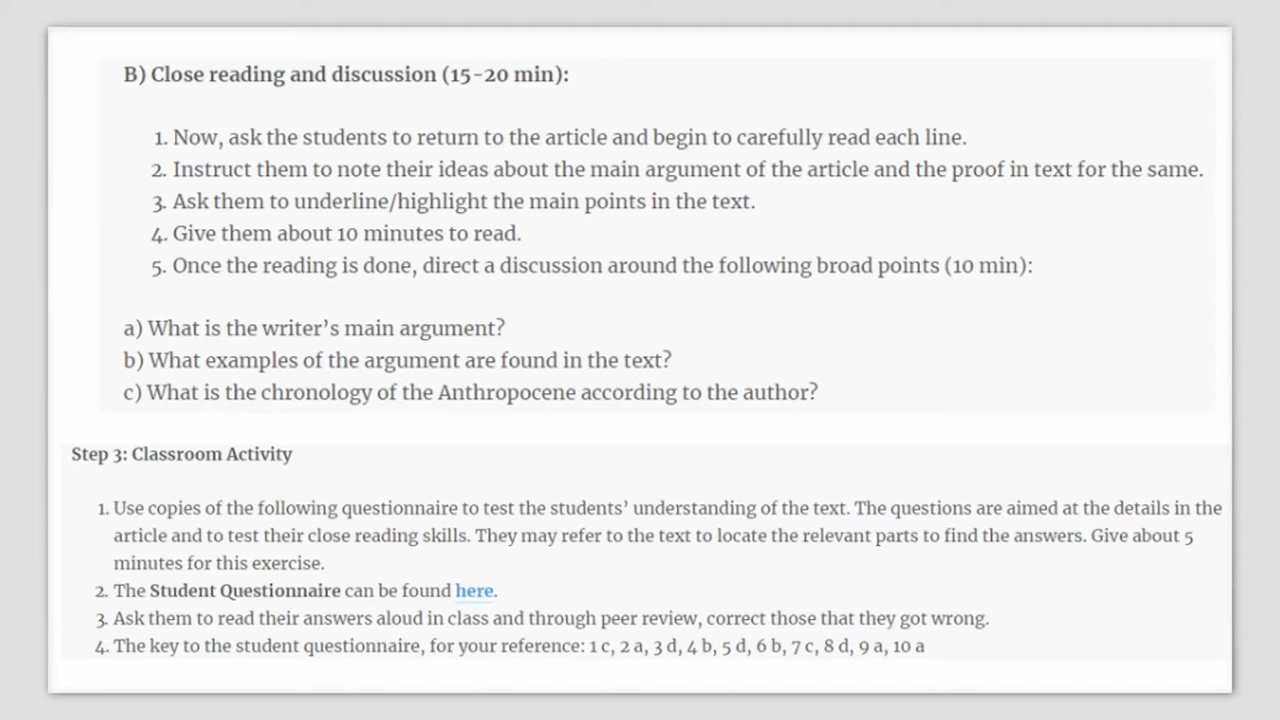 B) Close reading and discussion (15-20 min):
1. Now, ask the students to return to the article and begin to carefully read each line.
2. Instruct them to note their ideas about the main argument of the article and the proof in text for the same.
3. Ask them to underline/highlight the main points in the text.
4. Give them about 10 minutes to read.
5. Once the reading is done, direct a discussion around the following broad points (10 min):
a) What is the writer’s main argument?
b) What examples of the argument are found in the text?
c) What is the chronology of the Anthropocene according to the author?
Step 3: Classroom Activity
1. Use copies of the following questionnaire to test the students’ understanding of the text. The questions are aimed at the details in the
article and to test their close reading skills. They may refer to the text to locate the relevant parts to find the answers. Give about 5
minutes for this exercise.
2. The Student Questionnaire can be found here.
3. Ask them to read their answers aloud in class and through peer review, correct those that they got wrong.
4. The key to the student questionnaire, for your reference: 1 c, 2 a, 3 d, 4 b, 5 d, 6 b, 7 c, 8 d, 9 a, 10 a